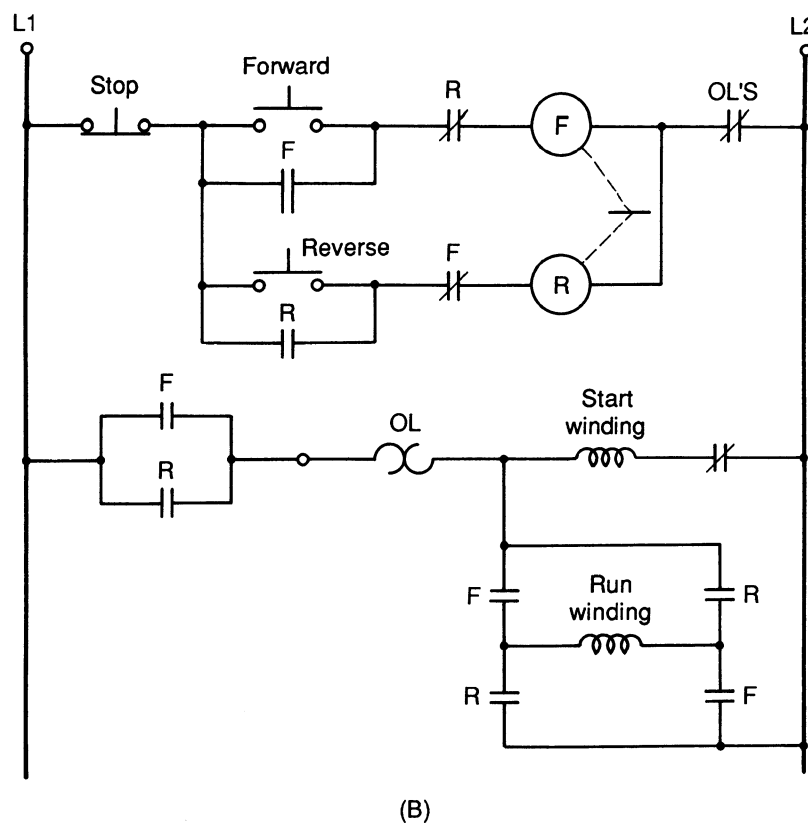 L1
L2
Stop
Forward
R
F
OL'S
F
Reverse
F
R
R
F
OL
Start
winding
R
F
Run
winding
R
R
F
(B)